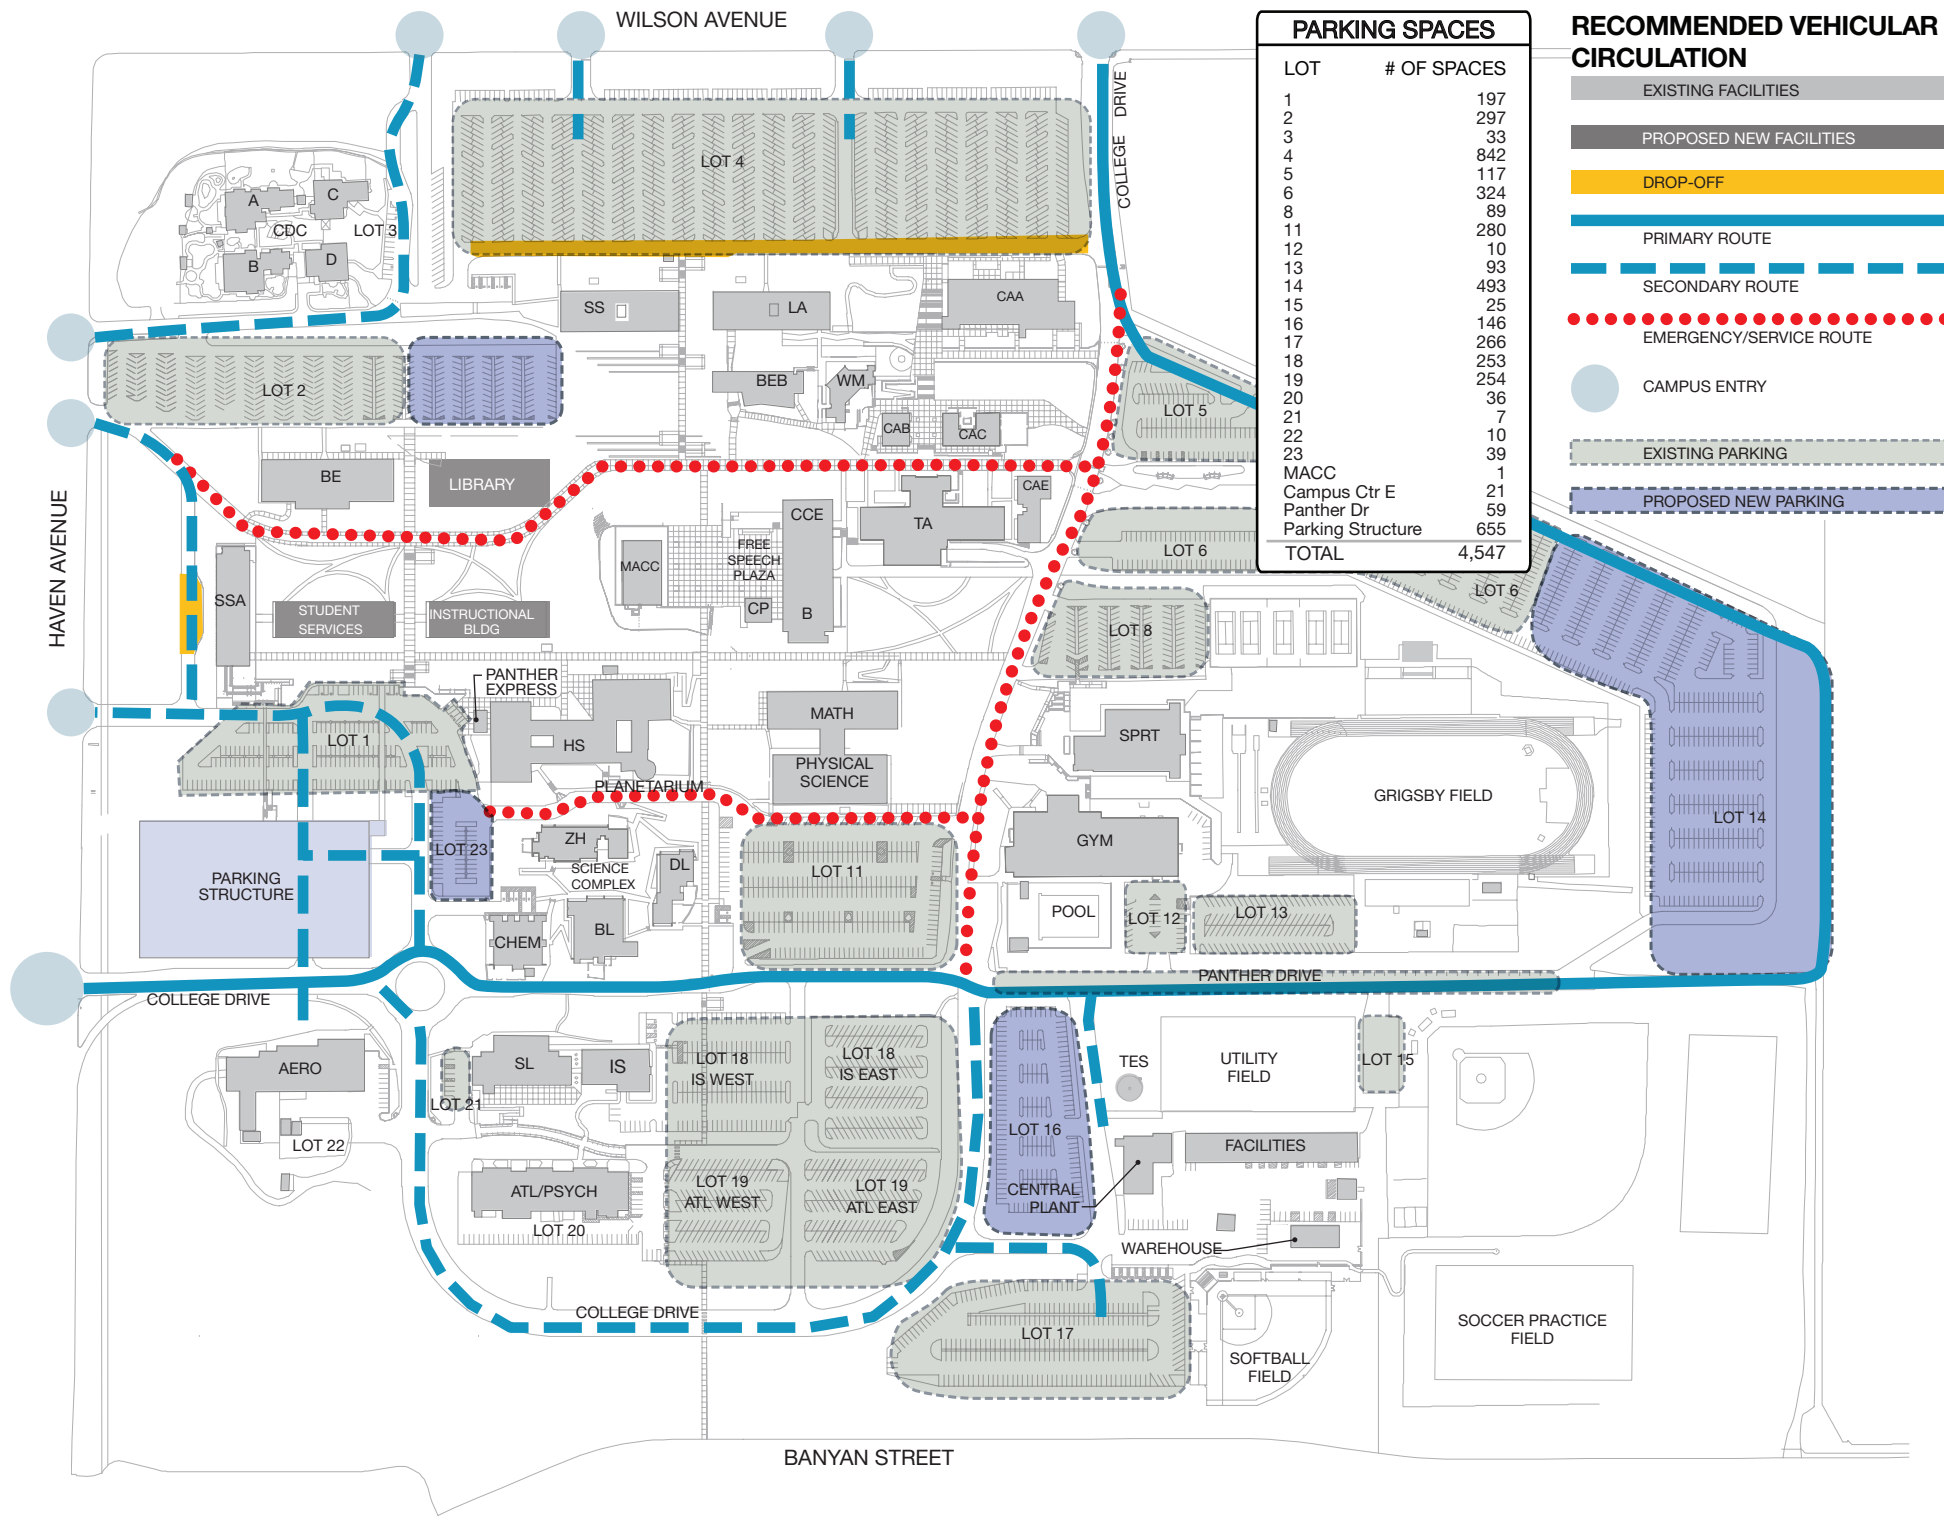 WILSON AVENUE
PARKING SPACES
LOT # OF SPACES
1 197
2 297
3 33
4 842
5 117
6 324
8 89
11 280
12 10
13 93
14 493
15 25
16 146
17 266
18 253
19 254
20 36
21 7
22 10
23 39
MACC 1
Campus Ctr E 21
Panther Dr 59
Parking Structure 655
TOTAL 4,547
RECOMMENDED VEHICULAR
CIRCULATION
EXISTING FACILITIES
PROPOSED NEW FACILITIES
DROP-OFF
PRIMARY ROUTE
SECONDARY ROUTE
EMERGENCY/SERVICE ROUTE
CAMPUS ENTRY
EXISTING PARKING
PROPOSED NEW PARKING
COLLEGE DRIVE
LOT 4
A
C
CDC
LOT 3
B
D
SS
LA
CAA
LOT 2
BEB
WM
LOT 5
CAB
CAC
HAVEN AVENUE
BE
LIBRARY
CAE
CCE
TA
FREE
SPEECH
PLAZA
MACC
LOT 6
LOT 6
SSA
STUDENT
SERVICES
INSTRUCTIONAL
BLDG
CP
B
LOT 8
PANTHER
EXPRESS
MATH
LOT 1
HS
SPRT
PHYSICAL
SCIENCE
PLANETARIUM
GRIGSBY FIELD
LOT 14
ZH
GYM
LOT 23
SCIENCE
COMPLEX
DL
LOT 11
PARKING
STRUCTURE
POOL
LOT 12
LOT 13
CHEM
BL
PANTHER DRIVE
COLLEGE DRIVE
AERO
SL
IS
LOT 18
IS WEST
LOT 18
IS EAST
TES
UTILITY
FIELD
LOT 15
LOT 21
LOT 22
LOT 16
FACILITIES
ATL/PSYCH
LOT 19
ATL WEST
LOT 19
ATL EAST
CENTRAL
PLANT
LOT 20
WAREHOUSE
COLLEGE DRIVE
LOT 17
SOCCER PRACTICE
FIELD
SOFTBALL
FIELD
BANYAN STREET